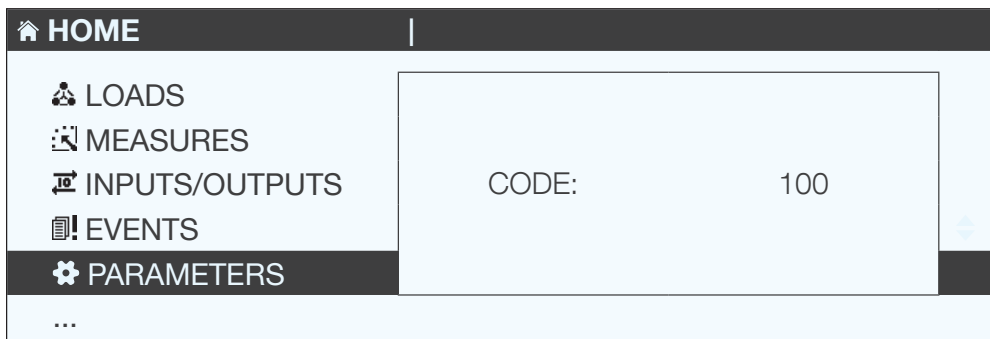 HOME |
LOADS
MEASURES
INPUTS/OUTPUTS CODE: 100
EVENTS
PARAMETERS
...